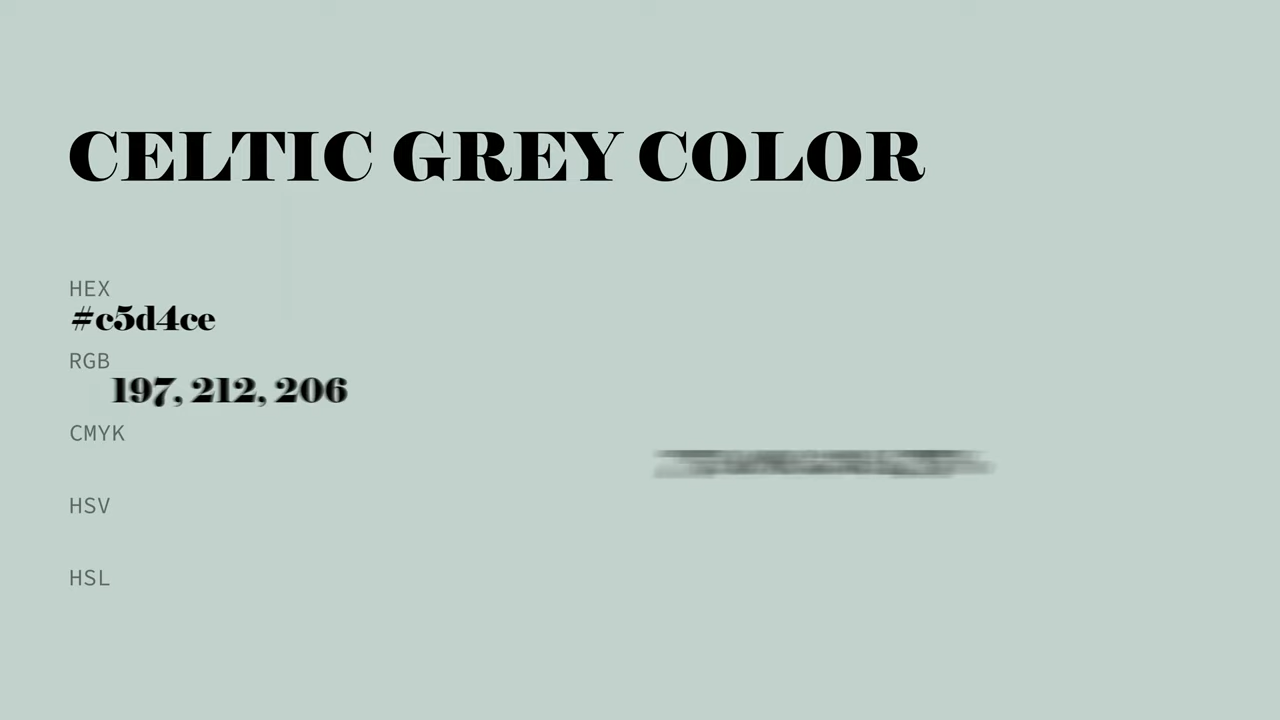 CELTIC GREY COLOR
HEX
#c5d4ce
RGB
197, 212, 206
CMYK
HSV
HSL